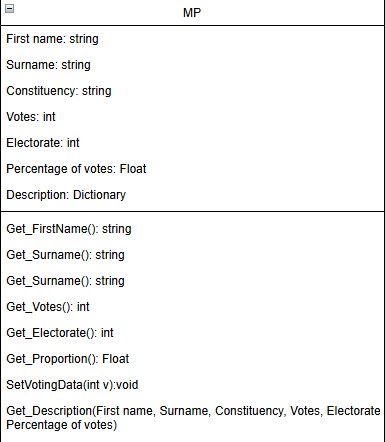 MP
First name: string
Surname: string
Constituency: string
Votes: int
Electorate: int
Percentage of votes: Float
Description: Dictionary
Get_FirstName(): string
Get_Surname(): string
Get_Surname(): string
Get_Votes(): int
Get_Electorate(): int
Get_Proportion(): Float
SetVotingData(int v):void
Get_Description(First name, Surname, Constituency, Votes, Electorate
Percentage of votes)